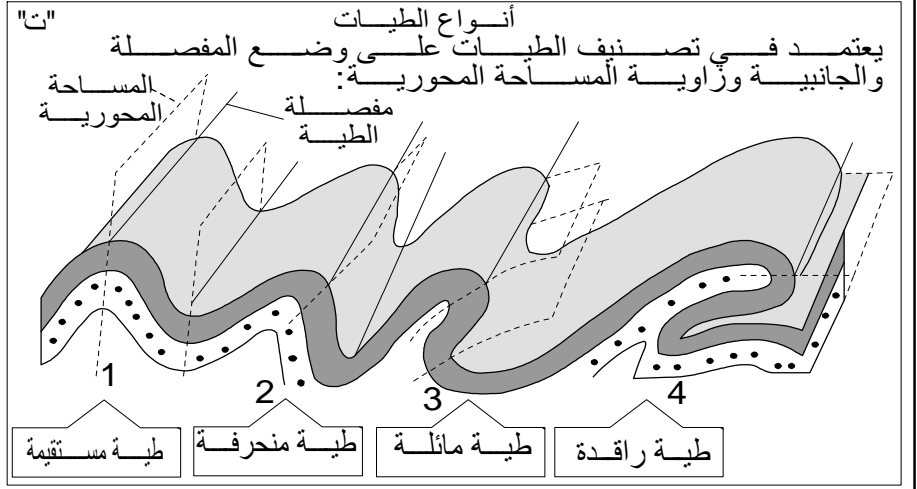 "ت"
أنواع الطيات
يعتمد في تصنيف الطيات على وضع المفصلة
والجانبية وزاوية المساحة المحورية:
المساحة
المحورية
مفصلة
الطية
1
2
3
4
طية مستقيمة
طية منحرفة
طية مائلة
طية راقدة